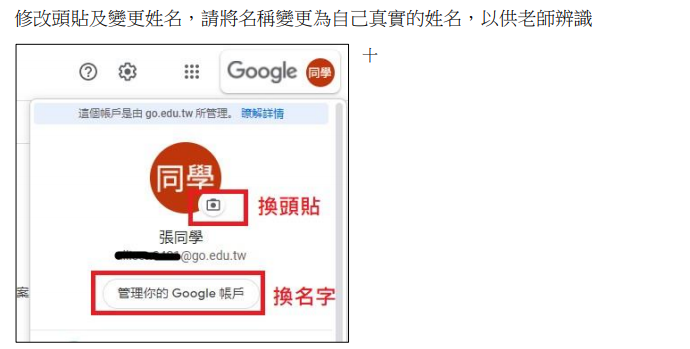 修改頭貼及變更姓名，請將名稱變更為自己真實的姓名，以供老師辨識
Google 同學
這個帳戶是由 go.edu.tw 所管理。 瞭解詳情
同學
換頭貼
張同學
@go.edu.tw
案
管理你的 Google 帳戶 換名字